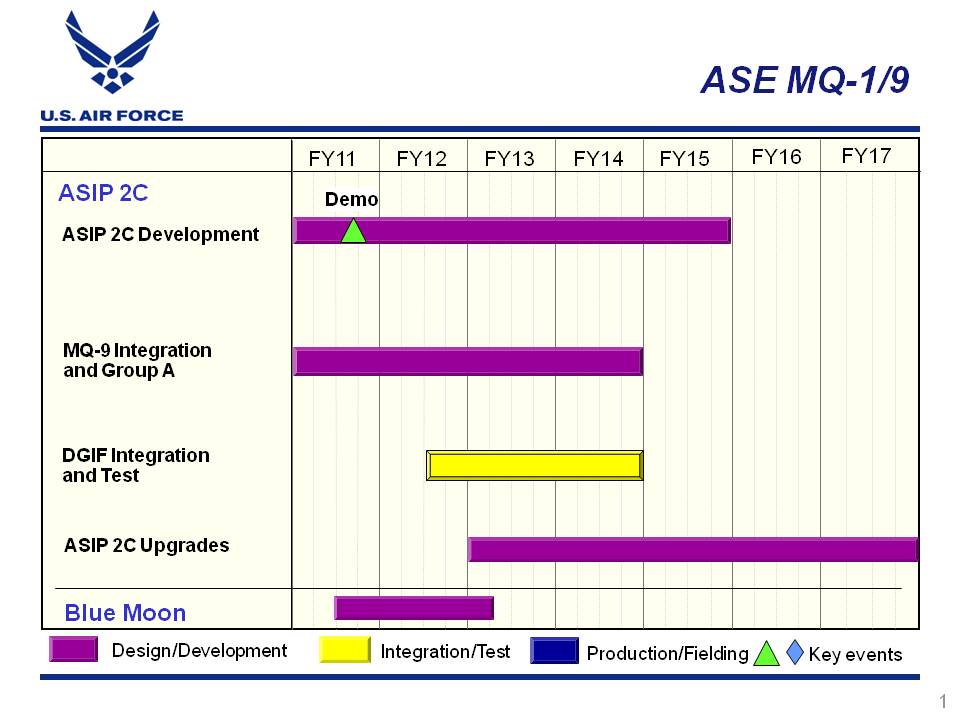 U.S. AIR FORCE
ASE MQ-1/9
FY11 FY12 FY13 FY14 FY15 FY16 FY17
ASIP 2C
Demo
ASIP 2C Development
MQ-9 Integration
and Group A
DGIF Integration
and Test
ASIP 2C Upgrades
Blue Moon
Design/Development Integration/Test Production/Fielding Key events
1